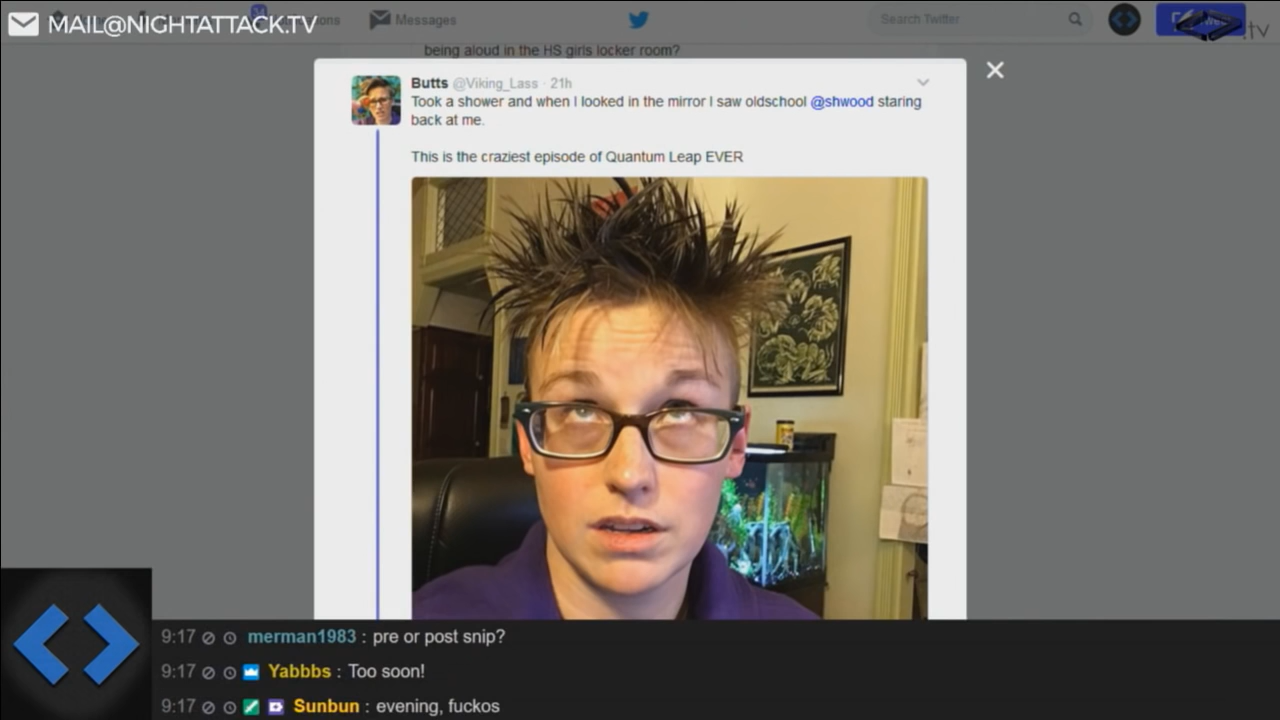 MAIL@NIGHTATTACK.TV
Messages
Search Twitter
.tv
being aloud in the HS girls locker room?
Butts @Viking_Lass · 21h
Took a shower and when I looked in the mirror I saw oldschool @shwood staring
back at me.
This is the craziest episode of Quantum Leap EVER
9:17 merman1983 : pre or post snip?
9:17 Yabbbs : Too soon!
9:17 Sunbun : evening, fuckos